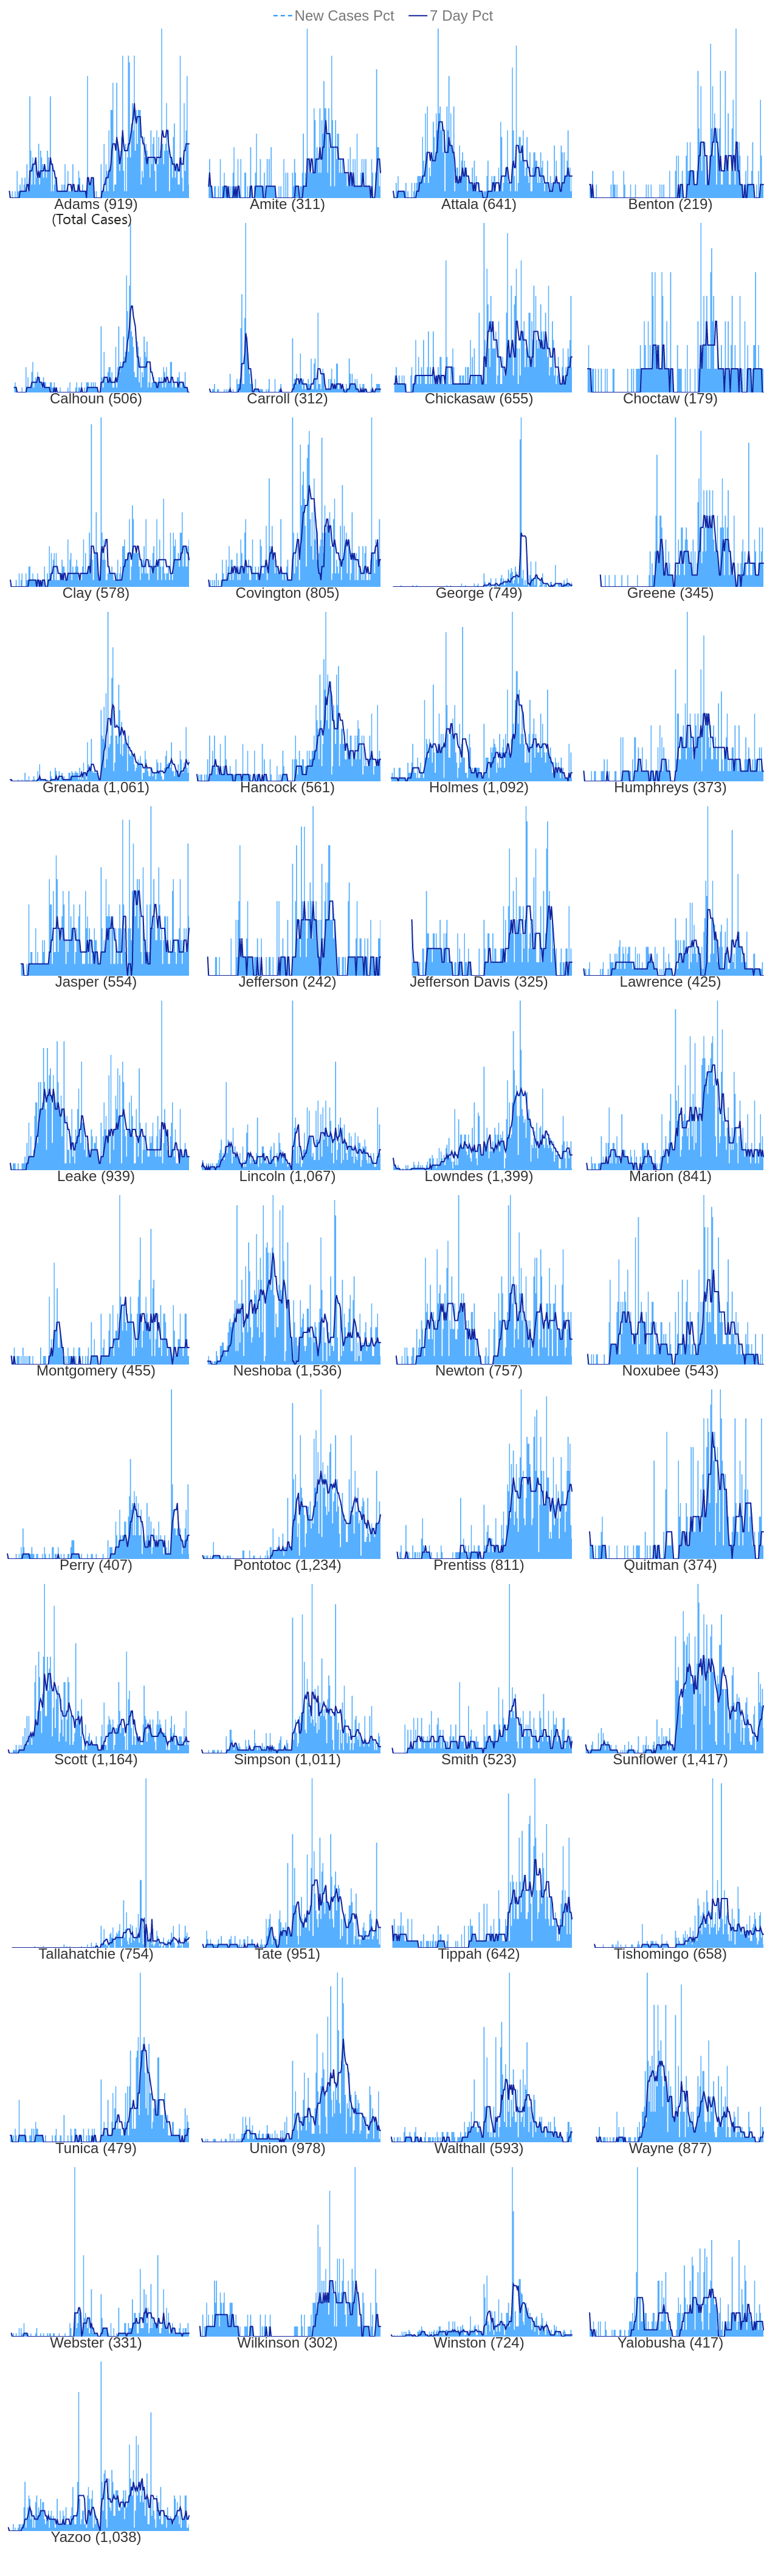 New Cases Pct 7 Day Pct
Adams (919) Amite (311) Attala (641) Benton (219)
(Total Cases)
Calhoun (506) Carroll (312) Chickasaw (655) Choctaw (179)
Clay (578) Covington (805) George (749) Greene (345)
Grenada (1,061) Hancock (561) Holmes (1,092) Humphreys (373)
Jasper (554) Jefferson (242) Jefferson Davis (325) Lawrence (425)
Leake (939) Lincoln (1,067) Lowndes (1,399) Marion (841)
Montgomery (455) Neshoba (1,536) Newton (757) Noxubee (543)
Perry (407) Pontotoc (1,234) Prentiss (811) Quitman (374)
Scott (1,164) Simpson (1,011) Smith (523) Sunflower (1,417)
Tallahatchie (754) Tate (951) Tippah (642) Tishomingo (658)
Tunica (479) Union (978) Walthall (593) Wayne (877)
Webster (331) Wilkinson (302) Winston (724) Yalobusha (417)
Yazoo (1,038)